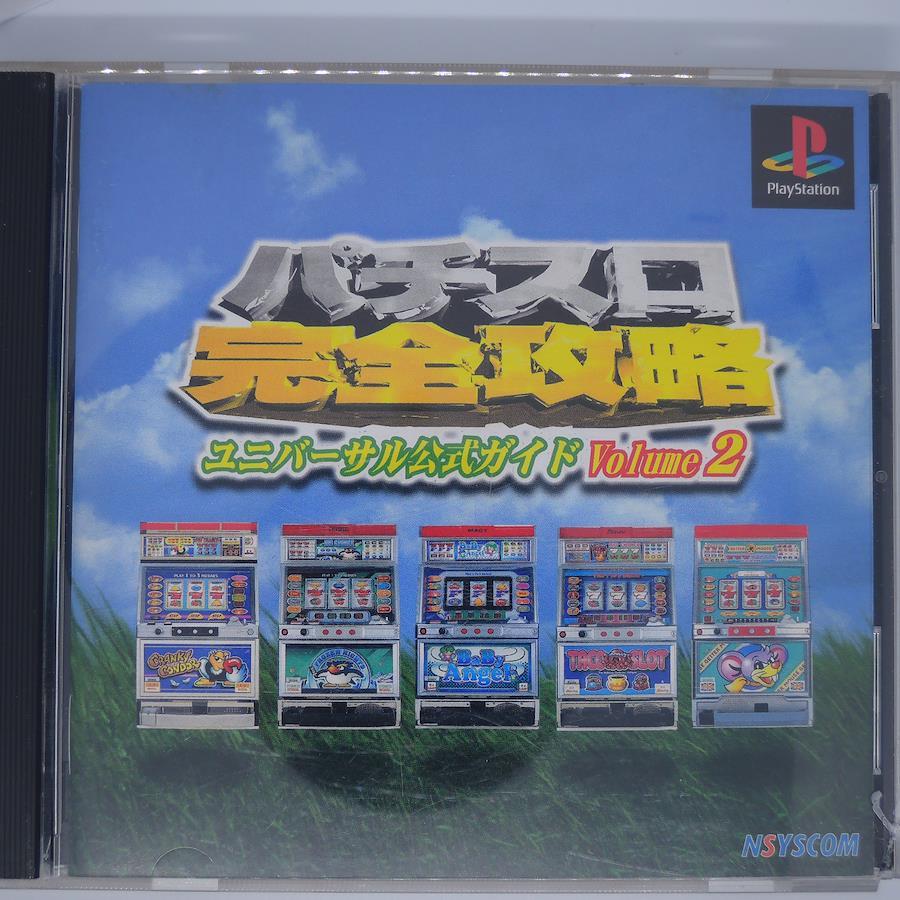 PlayStation
パチスロ
完全攻略
ユニバーサル公式ガイド Volume 2
CRANKY CONDOR
BaBy Angel
TACO SLOT
NSYSCOM